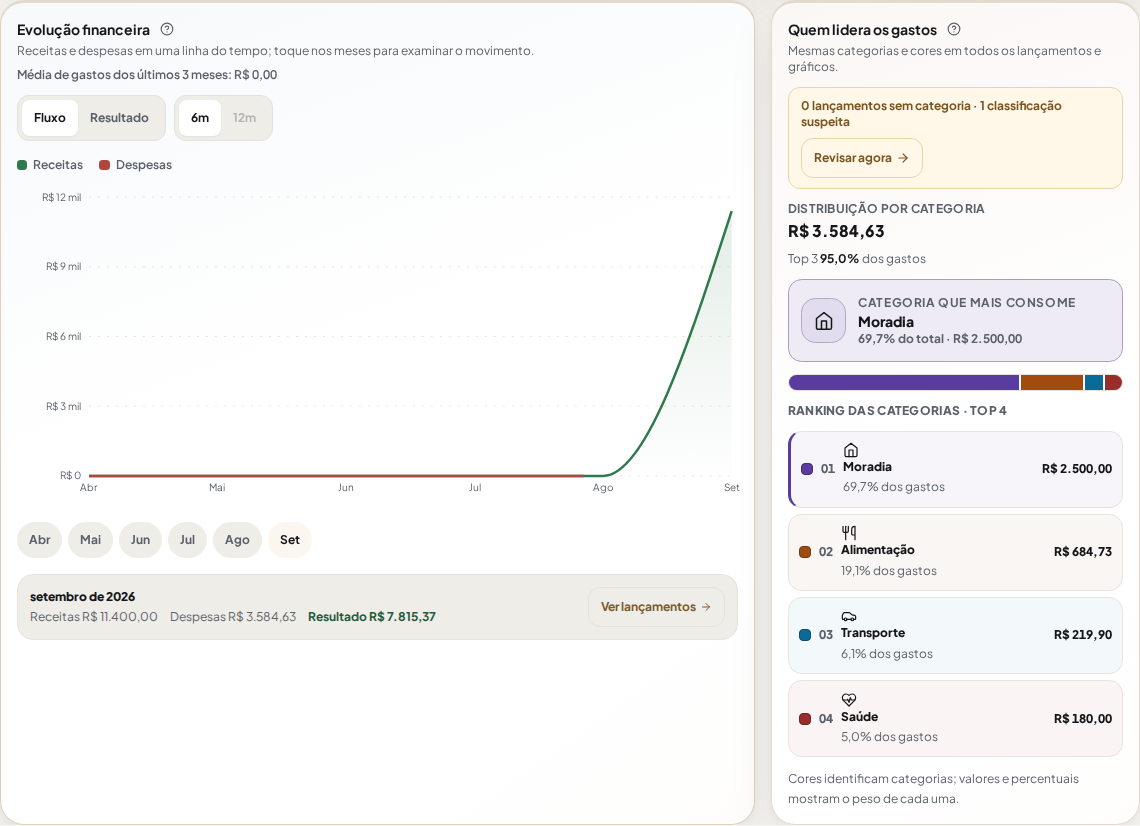 Evolução financeira
Receitas e despesas em uma linha do tempo; toque nos meses para examinar o movimento.
Média de gastos dos últimos 3 meses: R$ 0,00
Fluxo Resultado 6m 12m
Receitas Despesas
R$ 12 mil
R$ 9 mil
R$ 6 mil
R$ 3 mil
R$ 0
Abr Mai Jun Jul Ago Set
Abr Mai Jun Jul Ago Set
setembro de 2026
Receitas R$ 11.400,00 Despesas R$ 3.584,63 Resultado R$ 7.815,37
Ver lançamentos →
Quem lidera os gastos
Mesmas categorias e cores em todos os lançamentos e
gráficos.
0 lançamentos sem categoria · 1 classificação
suspeita
Revisar agora →
DISTRIBUIÇÃO POR CATEGORIA
R$ 3.584,63
Top 3 95,0% dos gastos
CATEGORIA QUE MAIS CONSOME
Moradia
69,7% do total · R$ 2.500,00
RANKING DAS CATEGORIAS · TOP 4
01 Moradia R$ 2.500,00
69,7% dos gastos
02 Alimentação R$ 684,73
19,1% dos gastos
03 Transporte R$ 219,90
6,1% dos gastos
04 Saúde R$ 180,00
5,0% dos gastos
Cores identificam categorias; valores e percentuais
mostram o peso de cada uma.